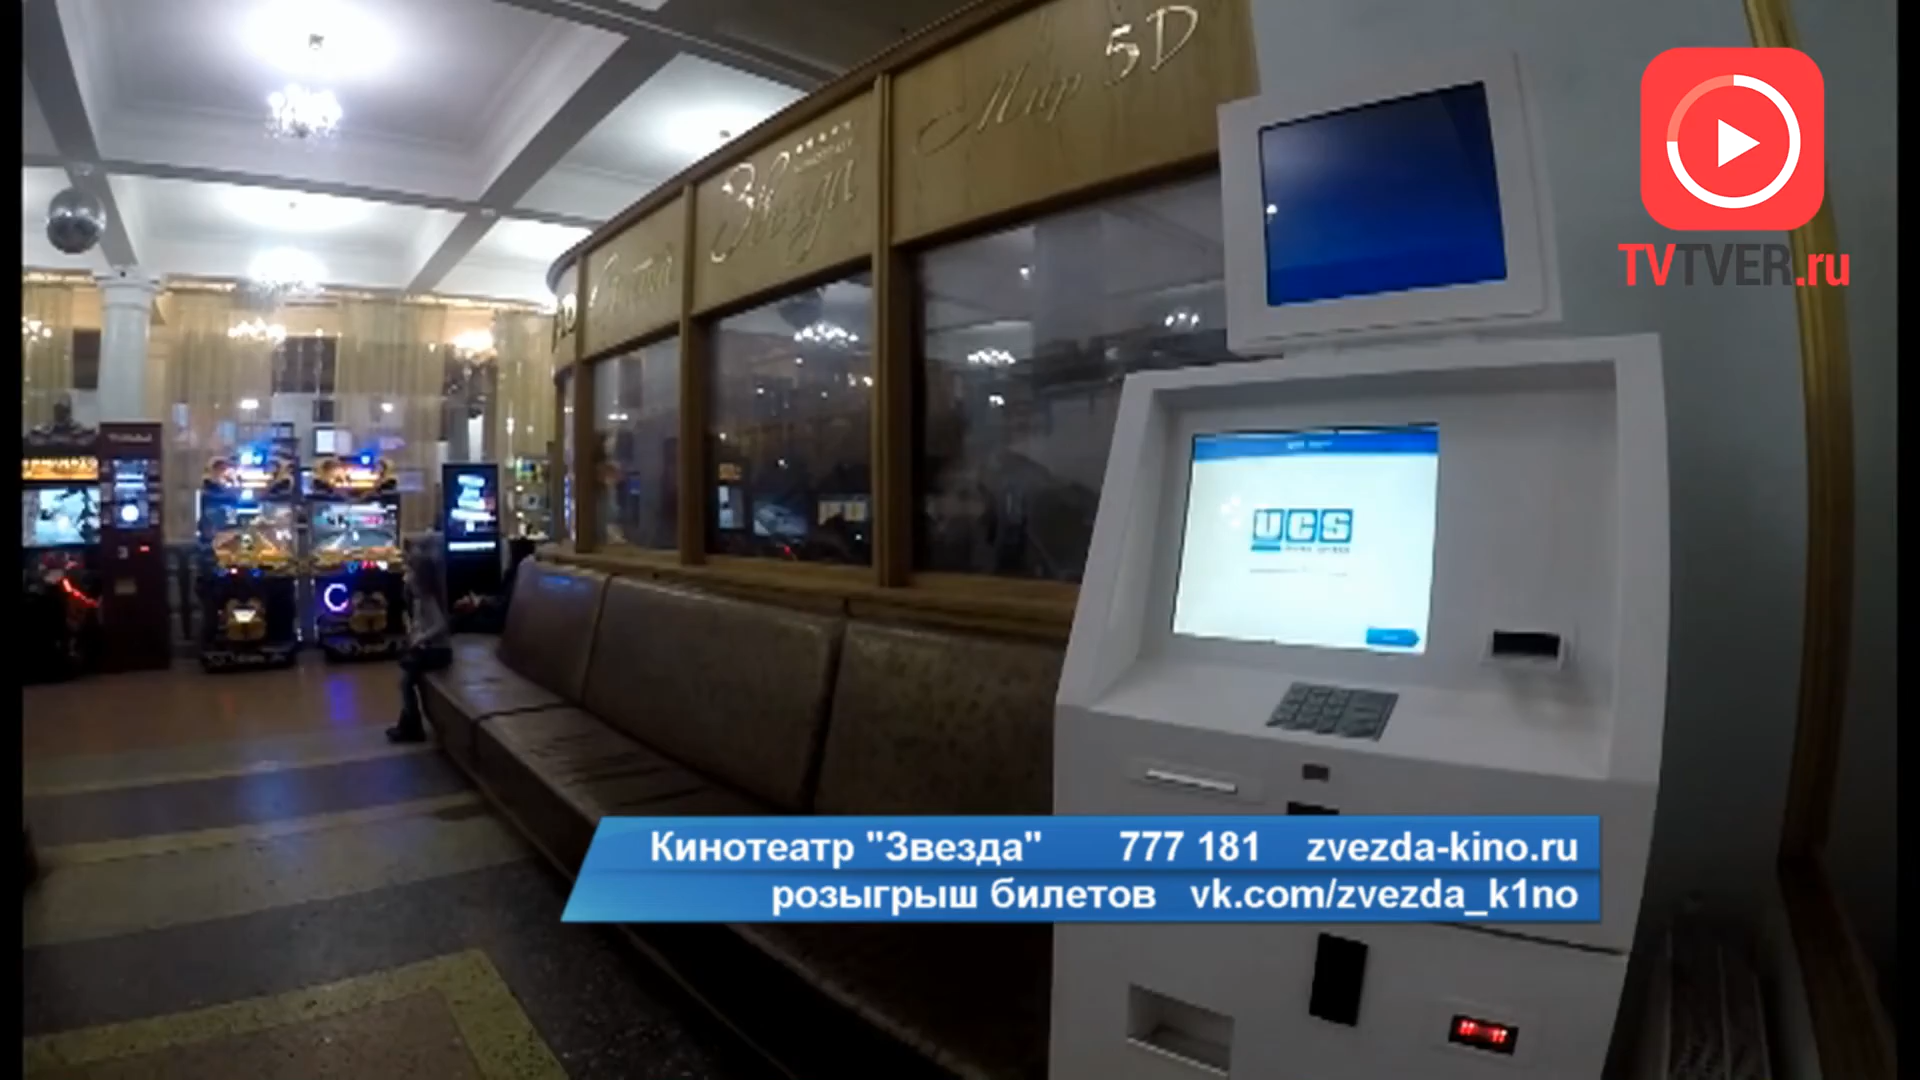 Мир 5D
Звезда
TVTVER.ru
UCS
Кинотеатр "Звезда" 777 181 zvezda-kino.ru
розыгрыш билетов vk.com/zvezda_k1no